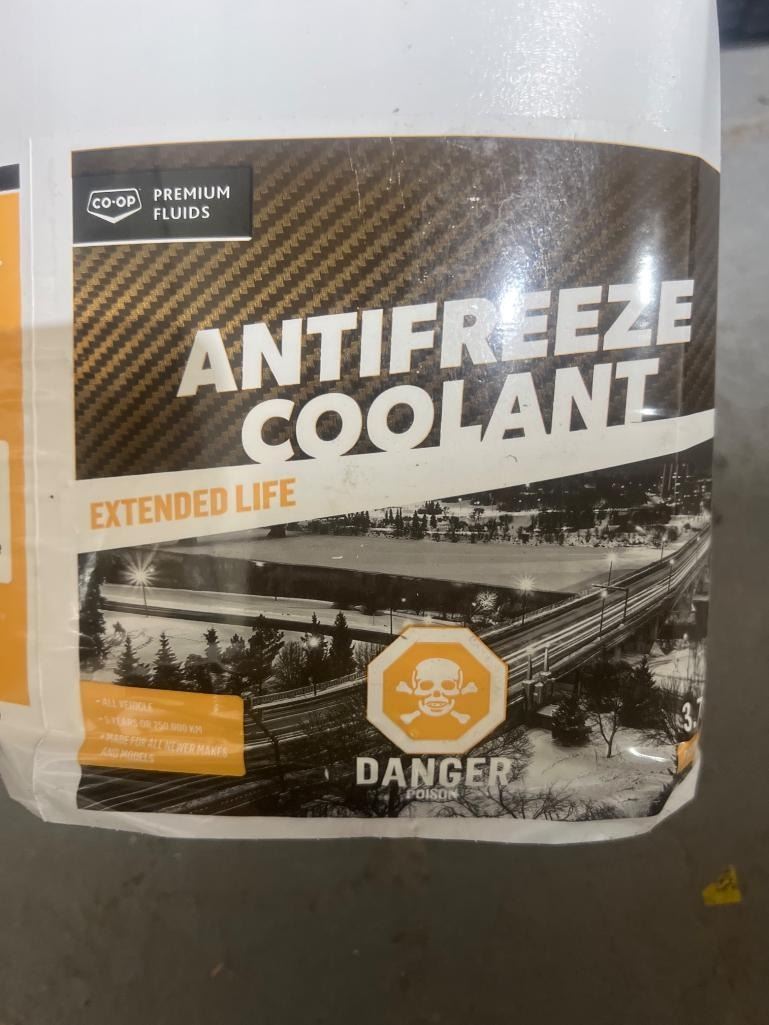 CO-OP PREMIUM
FLUIDS
ANTIFREEZE
COOLANT
EXTENDED LIFE
• ALL VEHICLE
• 5 YEARS OR 250,000 KM
• MADE FOR ALL NEWER MAKES
AND MODELS
DANGER
POISON